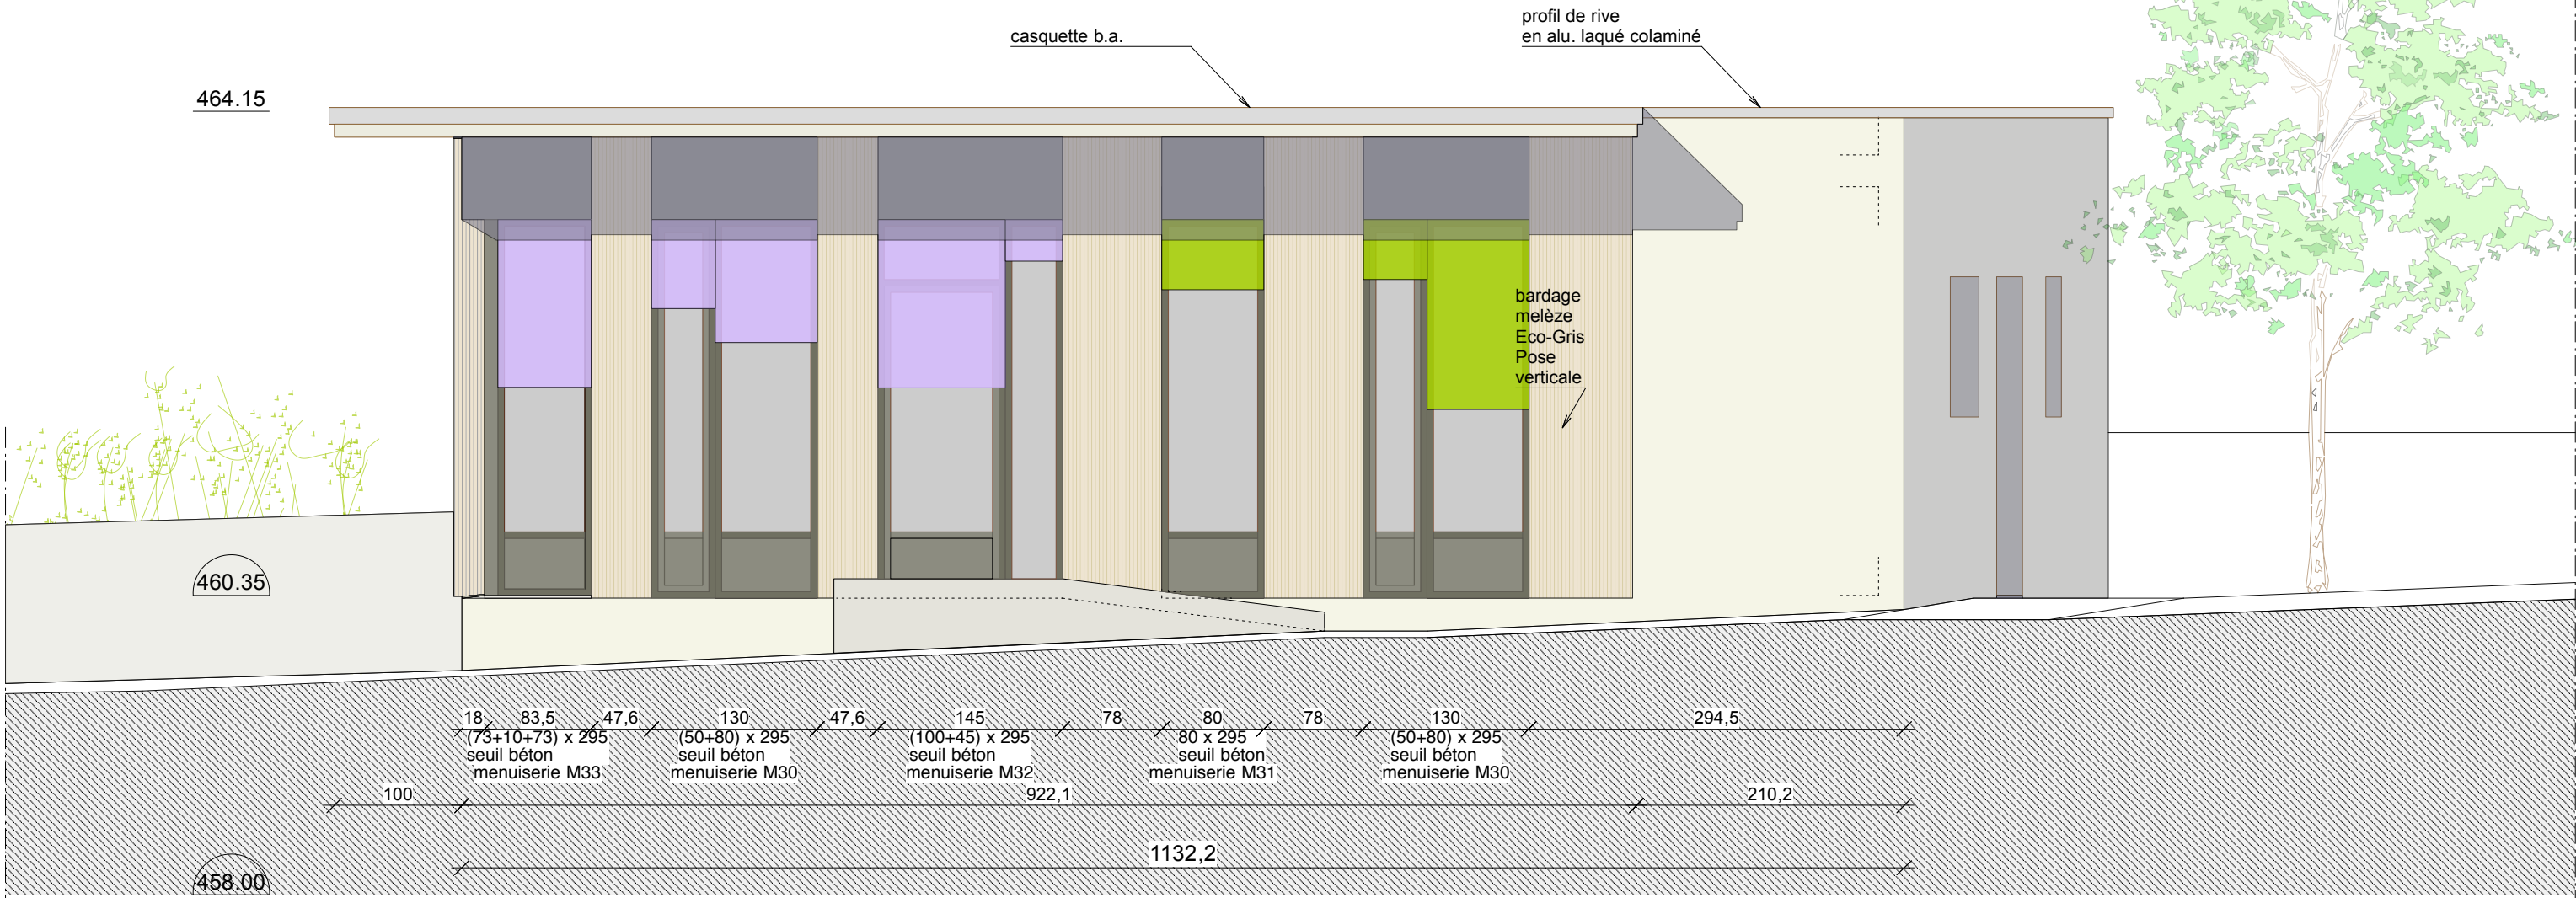 casquette b.a.
profil de rive
en alu. laqué colaminé
464.15
bardage
melèze
Eco-Gris
Pose
verticale
460.35
18 83,5 47,6 130 47,6 145 78 80 78 130 294,5
(73+10+73) x 295
seuil béton
menuiserie M33
(50+80) x 295
seuil béton
menuiserie M30
(100+45) x 295
seuil béton
menuiserie M32
80 x 295
seuil béton
menuiserie M31
(50+80) x 295
seuil béton
menuiserie M30
100 922,1 210,2
1132,2
458.00